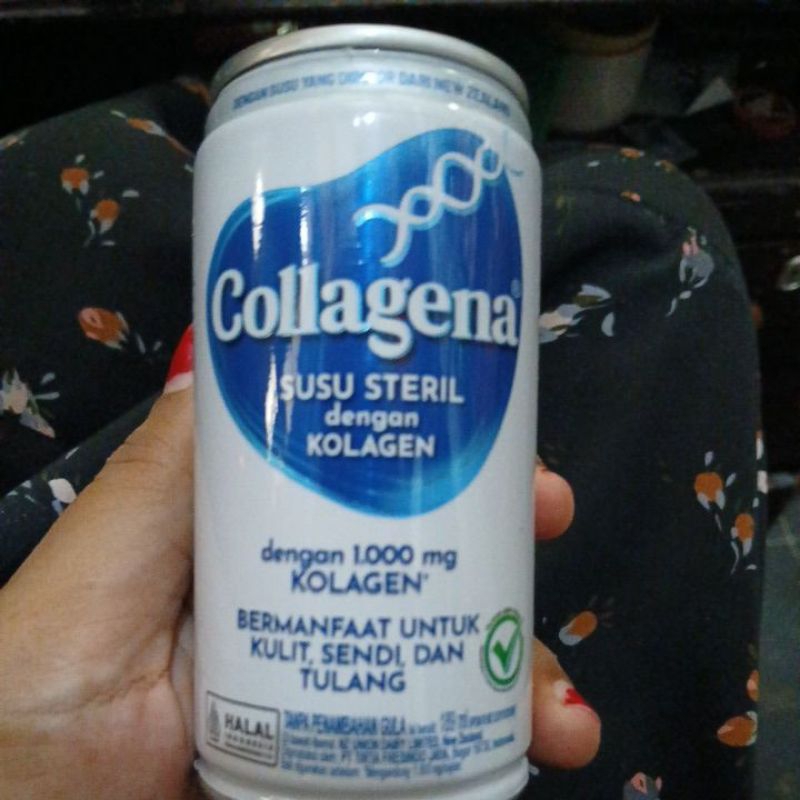 DENGAN SUSU YANG DIIMPOR DARI NEW ZEALAND
Collagena
SUSU STERIL
dengan
KOLAGEN
dengan 1.000 mg
KOLAGEN*
BERMANFAAT UNTUK
KULIT, SENDI, DAN
TULANG
HALAL
INDONESIA
TANPA PENAMBAHAN GULA